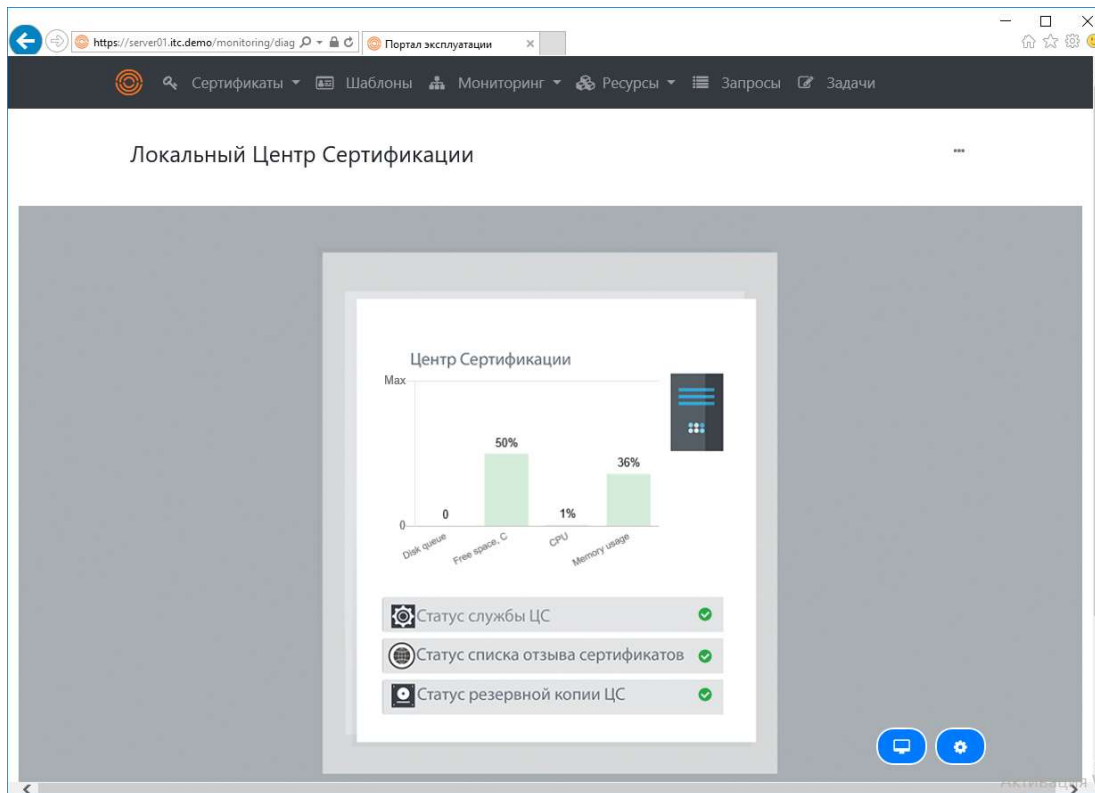 https://server01.itc.demo/monitoring/diag
Портал эксплуатации
Сертификаты Шаблоны Мониторинг Ресурсы Запросы Задачи
Локальный Центр Сертификации
Центр Сертификации
Max
50%
36%
0 1%
0
Disk queue Free space, C CPU Memory usage
Статус службы ЦС
Статус списка отзыва сертификатов
Статус резервной копии ЦС